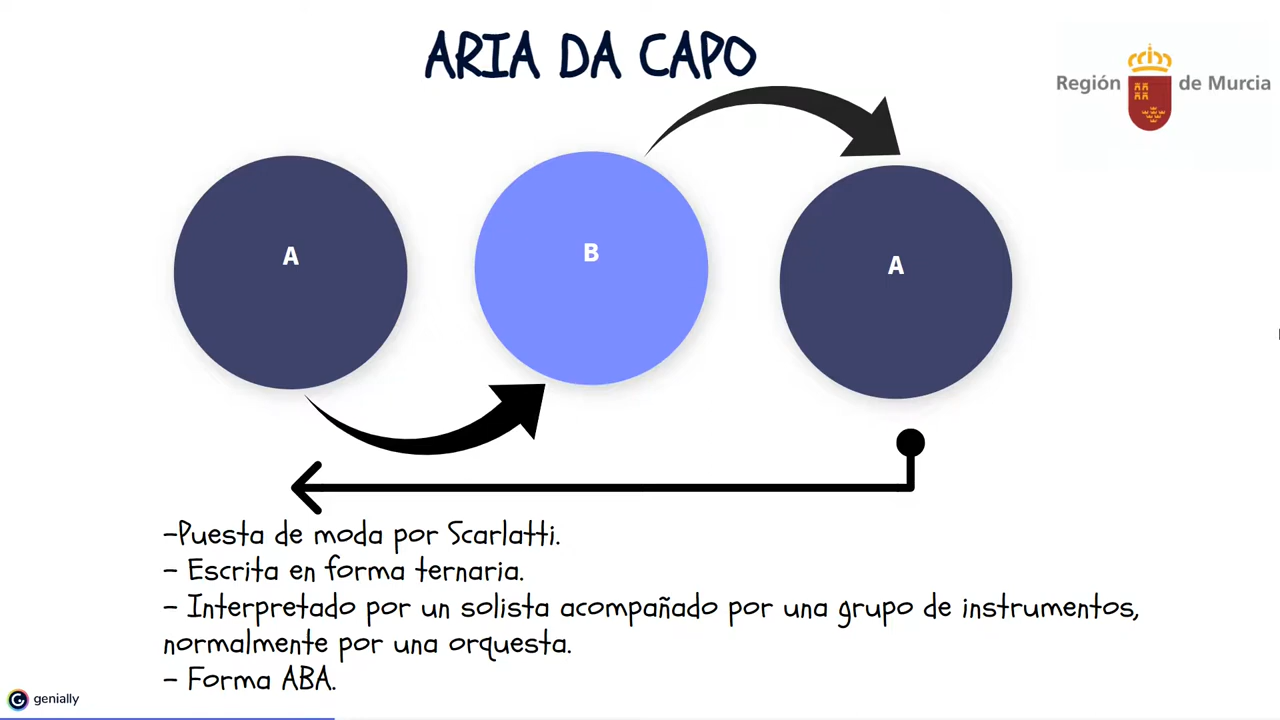 ARIA DA CAPO
Región de Murcia
A
B
A
-Puesta de moda por Scarlatti.
- Escrita en forma ternaria.
- Interpretado por un solista acompañado por una grupo de instrumentos,
normalmente por una orquesta.
- Forma ABA.
genially